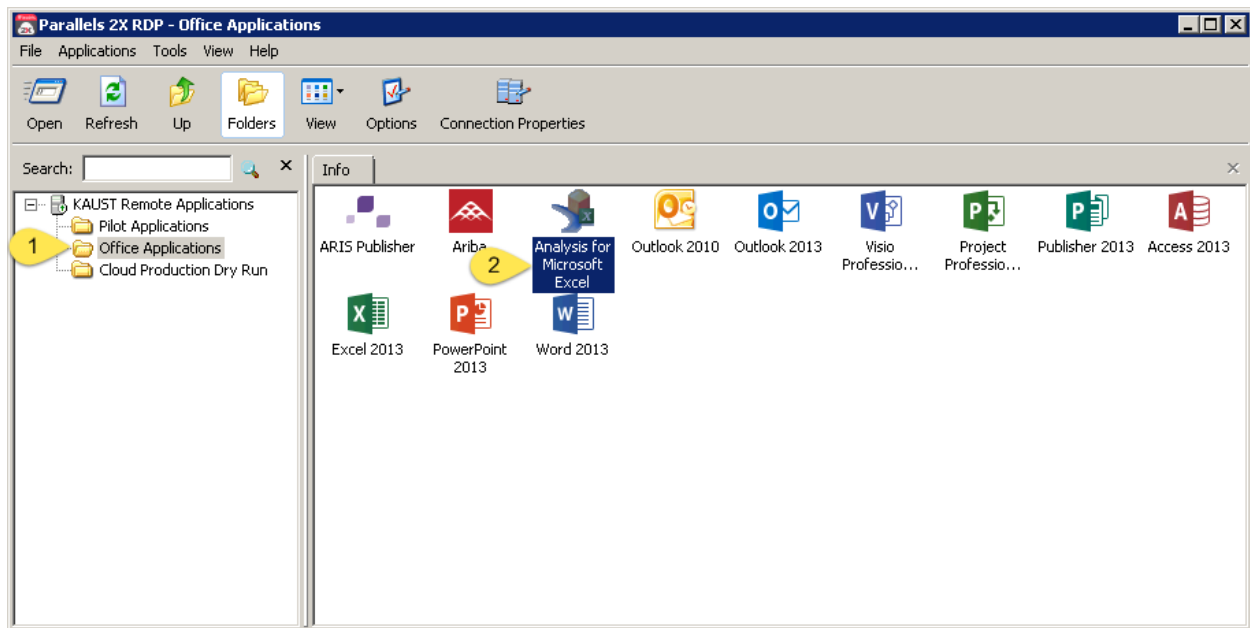 Parallels 2X RDP - Office Applications
File Applications Tools View Help
Open Refresh Up Folders View Options Connection Properties
Search:
Info
KAUST Remote Applications
Pilot Applications
1
Office Applications
Cloud Production Dry Run
ARIS Publisher
Ariba
2
Analysis for
Microsoft
Excel
Outlook 2010
Outlook 2013
Visio
Professio...
Project
Professio...
Publisher 2013
Access 2013
Excel 2013
PowerPoint
2013
Word 2013